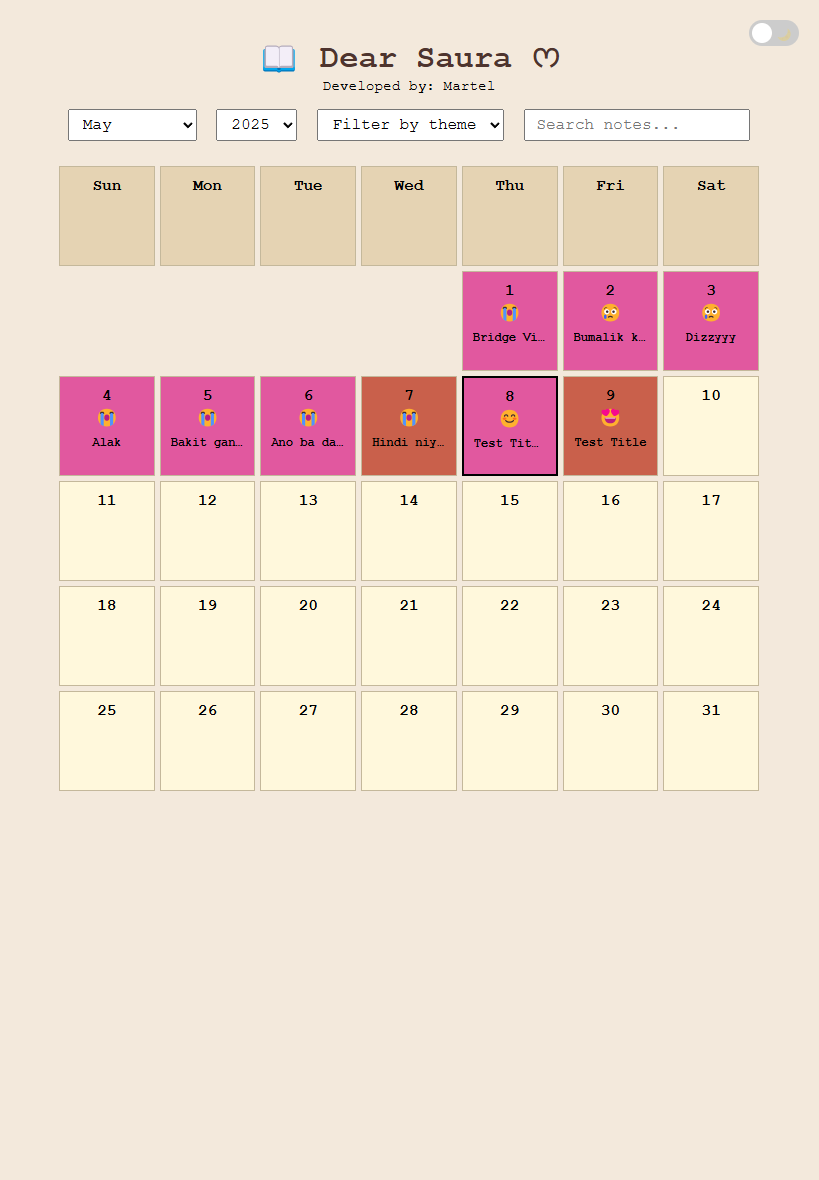 📖 Dear Saura ෆ
Developed by: Martel
May 2025 Filter by theme Search notes...
Sun Mon Tue Wed Thu Fri Sat
1 2 3
😭 😢 😢
Bridge Vi… Bumalik k… Dizzyyy
4 5 6 7 8 9 10
😭 😭 😭 😭 😊 😍
Alak Bakit gan… Ano ba da… Hindi niy… Test Tit… Test Title
11 12 13 14 15 16 17
18 19 20 21 22 23 24
25 26 27 28 29 30 31